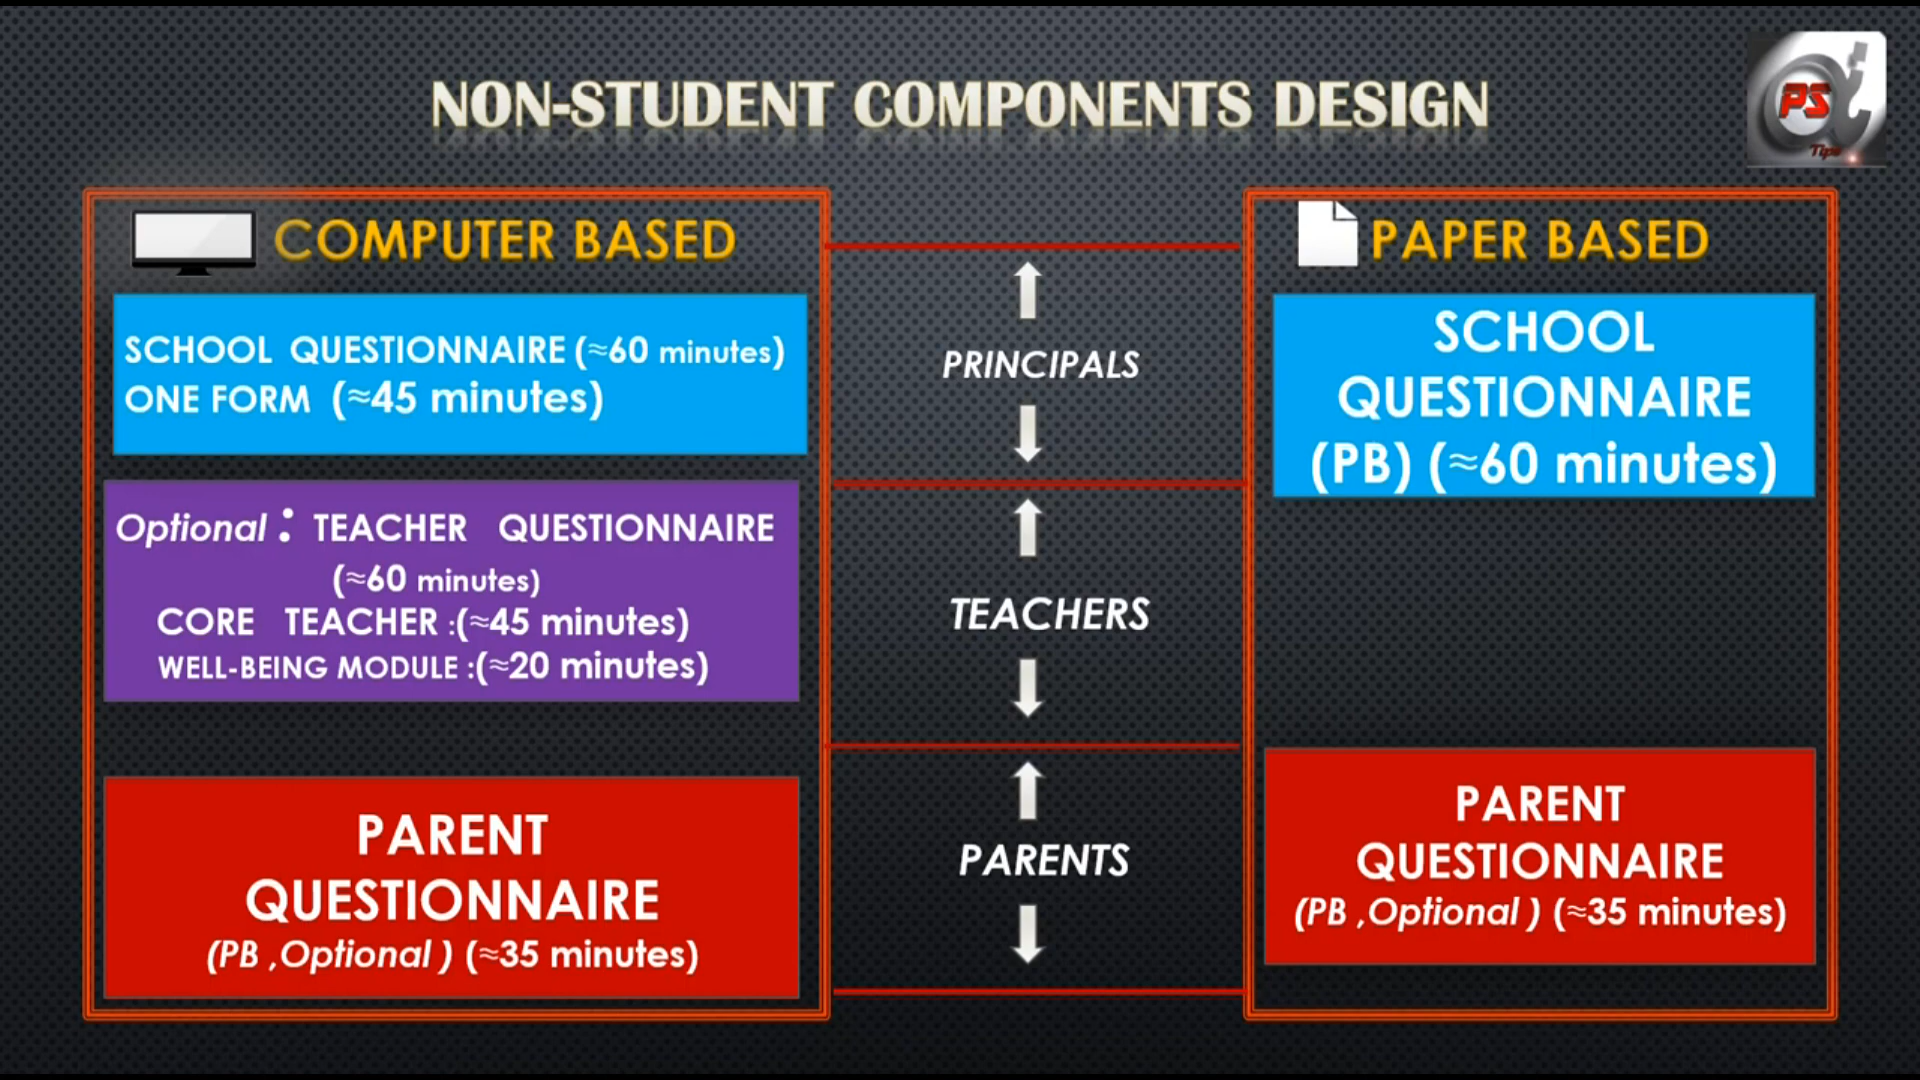 NON-STUDENT COMPONENTS DESIGN
PS
Tips
COMPUTER BASED
SCHOOL QUESTIONNAIRE (≈60 minutes)
ONE FORM (≈45 minutes)
Optional : TEACHER QUESTIONNAIRE
(≈60 minutes)
CORE TEACHER :(≈45 minutes)
WELL-BEING MODULE :(≈20 minutes)
PARENT
QUESTIONNAIRE
(PB ,Optional ) (≈35 minutes)
PRINCIPALS
TEACHERS
PARENTS
PAPER BASED
SCHOOL
QUESTIONNAIRE
(PB) (≈60 minutes)
PARENT
QUESTIONNAIRE
(PB ,Optional ) (≈35 minutes)